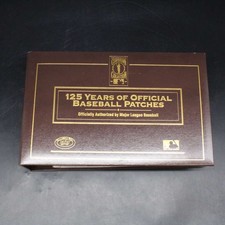 125 YEARS OF OFFICIAL
BASEBALL PATCHES
Officially Authorized by Major League Baseball